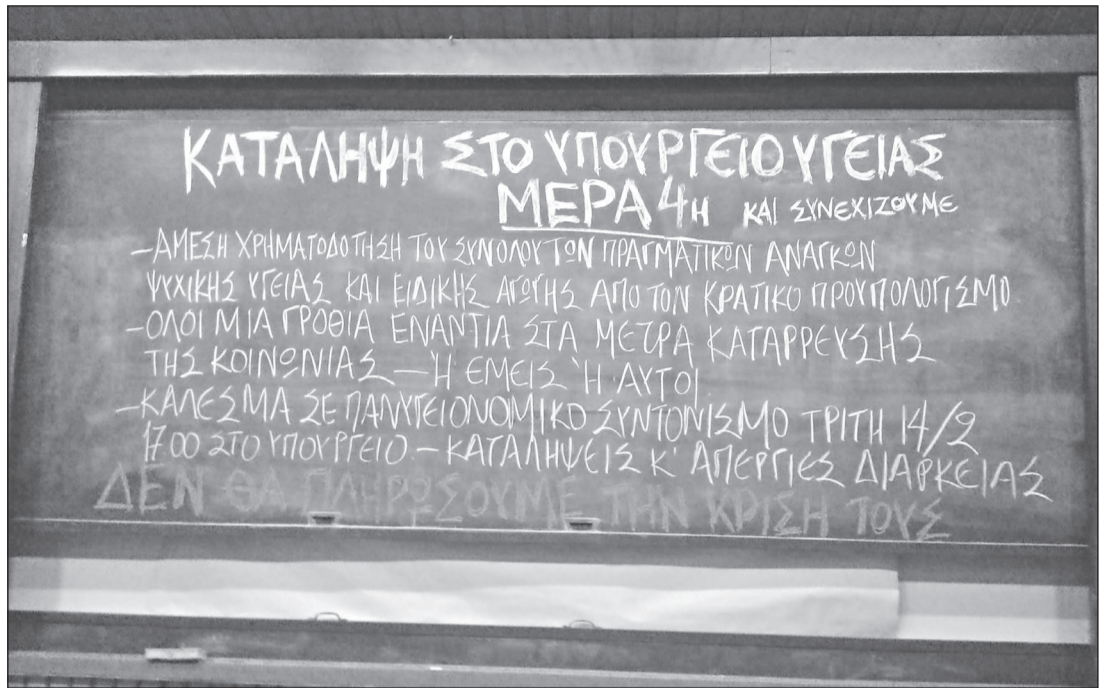 ΚΑΤΑΛΗΨΗ ΣΤΟ ΥΠΟΥΡΓΕΙΟ ΥΓΕΙΑΣ
ΜΕΡΑ 4Η ΚΑΙ ΣΥΝΕΧΙΖΟΥΜΕ
-ΑΜΕΣΗ ΧΡΗΜΑΤΟΔΟΤΗΣΗ ΤΟΥ ΣΥΝΟΛΟΥ ΤΩΝ ΠΡΑΓΜΑΤΙΚΩΝ ΑΝΑΓΚΩΝ
ΨΥΧΙΚΗΣ ΥΓΕΙΑΣ ΚΑΙ ΕΙΔΙΚΗΣ ΑΓΩΓΗΣ ΑΠΟ ΤΟΝ ΚΡΑΤΙΚΟ ΠΡΟΥΠΟΛΟΓΙΣΜΟ
-ΟΛΟΙ ΜΙΑ ΓΡΟΘΙΑ ΕΝΑΝΤΙΑ ΣΤΑ ΜΕΤΡΑ ΚΑΤΑΡΡΕΥΣΗΣ
ΤΗΣ ΚΟΙΝΩΝΙΑΣ — Ή ΕΜΕΙΣ Ή ΑΥΤΟΙ
-ΚΑΛΕΣΜΑ ΣΕ ΠΑΝΥΓΕΙΟΝΟΜΙΚΟ ΣΥΝΤΟΝΙΣΜΟ ΤΡΙΤΗ 14/2
17 00 ΣΤΟ ΥΠΟΥΡΓΕΙΟ - ΚΑΤΑΛΗΨΕΙΣ Κ' ΑΠΕΡΓΙΕΣ ΔΙΑΡΚΕΙΑΣ
ΔΕΝ ΘΑ ΠΛΗΡΩΣΟΥΜΕ ΤΗΝ ΚΡΙΣΗ ΤΟΥΣ